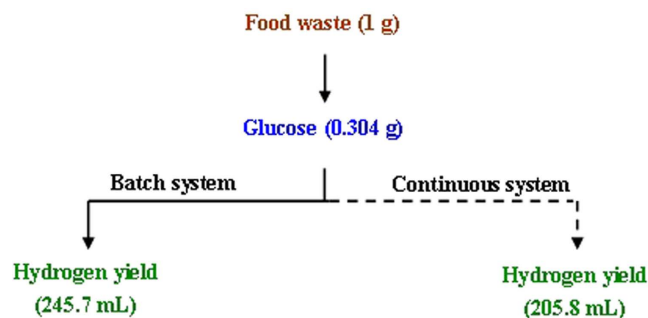 Food waste (1 g)
Glucose (0.304 g)
Batch system
Continuous system
Hydrogen yield
(245.7 mL)
Hydrogen yield
(205.8 mL)